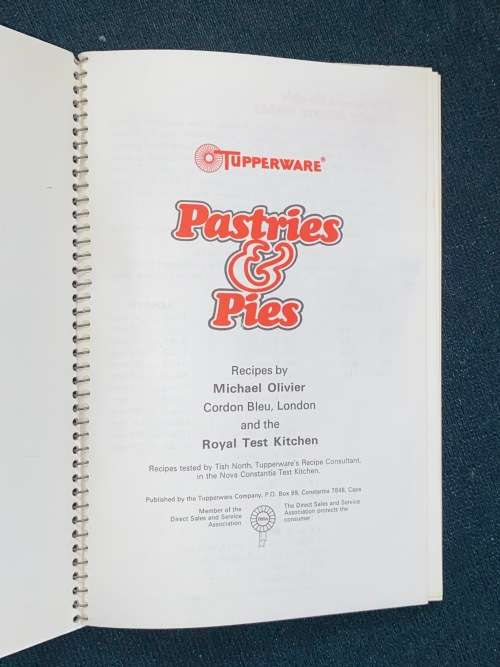 TUPPERWARE®
Pastries
&
Pies
Recipes by
Michael Olivier
Cordon Bleu, London
and the
Royal Test Kitchen
Recipes tested by Tish North, Tupperware's Recipe Consultant,
in the Nova Constantia Test Kitchen.
Published by the Tupperware Company, P.O. Box 99, Constantia 7848, Cape
Member of the
Direct Sales and Service
Association
The Direct Sales and Service
Association protects the
consumer